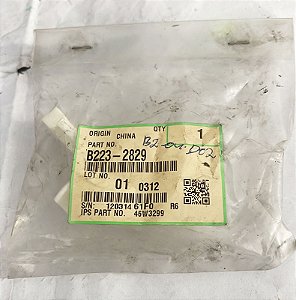 ORIGIN CHINA QTY
PART NO. 1
B223-2829
LOT NO.
01 0312
S/N: 120314 61F0 R6
IPS PART NO. 45W3299